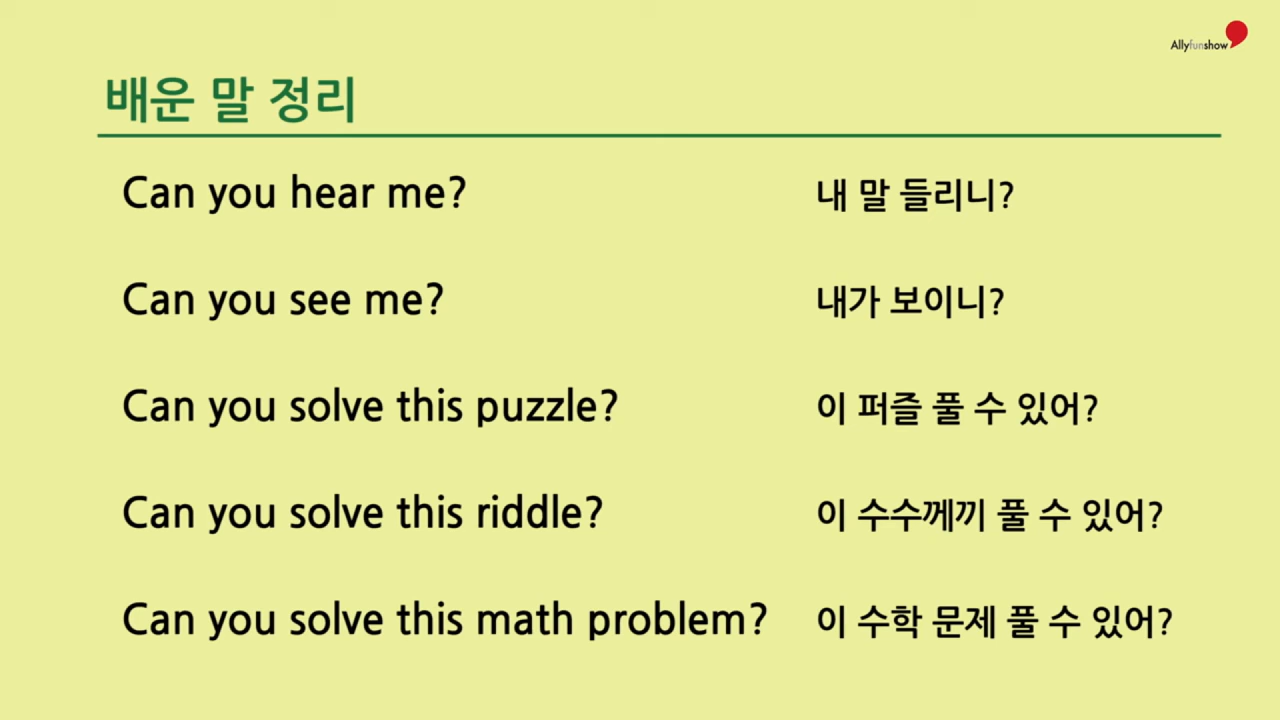 Allyfunshow
배운 말 정리
Can you hear me? 내 말 들리니?
Can you see me? 내가 보이니?
Can you solve this puzzle? 이 퍼즐 풀 수 있어?
Can you solve this riddle? 이 수수께끼 풀 수 있어?
Can you solve this math problem? 이 수학 문제 풀 수 있어?